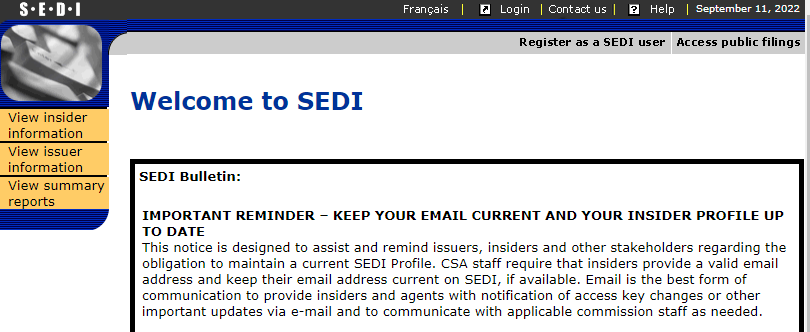 S•E•D•I
Français | Login | Contact us | Help | September 11, 2022
Register as a SEDI user | Access public filings
Welcome to SEDI
View insider
information
View issuer
information
View summary
reports
SEDI Bulletin:
IMPORTANT REMINDER – KEEP YOUR EMAIL CURRENT AND YOUR INSIDER PROFILE UP
TO DATE
This notice is designed to assist and remind issuers, insiders and other stakeholders regarding the
obligation to maintain a current SEDI Profile. CSA staff require that insiders provide a valid email
address and keep their email address current on SEDI, if available. Email is the best form of
communication to provide insiders and agents with notification of access key changes or other
important updates via e-mail and to communicate with applicable commission staff as needed.